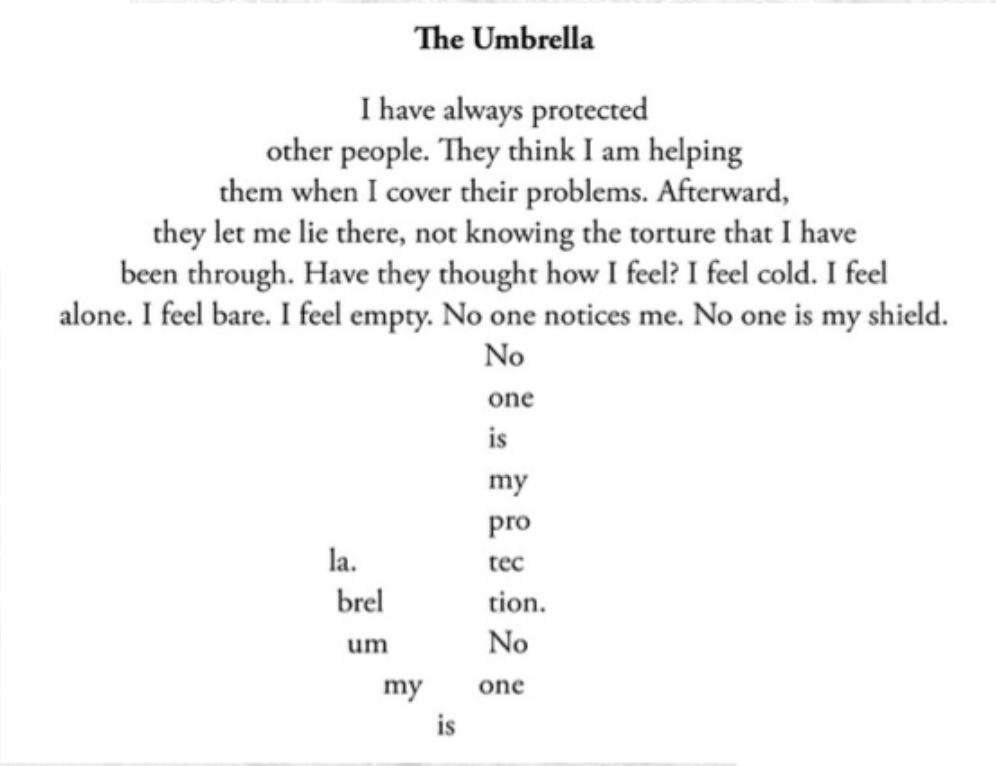 The Umbrella
I have always protected
other people. They think I am helping
them when I cover their problems. Afterward,
they let me lie there, not knowing the torture that I have
been through. Have they thought how I feel? I feel cold. I feel
alone. I feel bare. I feel empty. No one notices me. No one is my shield.
No
one
is
my
pro
tec
tion.
No
one
is
my
um
brel
la.